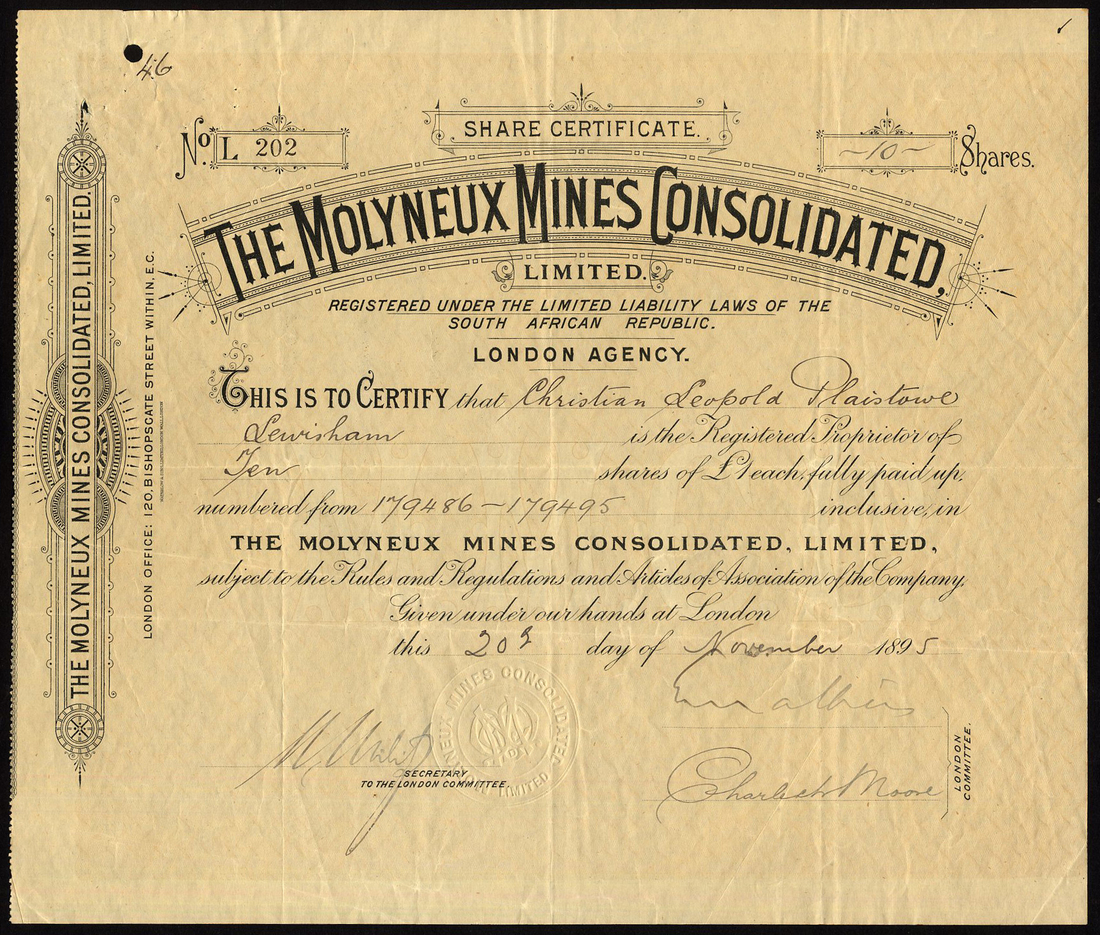 46
SHARE CERTIFICATE.
No. L 202
~10~ Shares.
THE MOLYNEUX MINES CONSOLIDATED,
LIMITED.
REGISTERED UNDER THE LIMITED LIABILITY LAWS OF THE
SOUTH AFRICAN REPUBLIC.
LONDON AGENCY.
THIS IS TO CERTIFY that Christian Leopold Plaistowe
Lewisham is the Registered Proprietor of
Ten shares of £1 each, fully paid up,
numbered from 179486—179495 inclusive, in
THE MOLYNEUX MINES CONSOLIDATED, LIMITED,
subject to the Rules and Regulations and Articles of Association of the Company.
Given under our hands at London
this 20 day of November 1895
MOLYNEUX MINES CONSOLIDATED
LIMITED
SECRETARY
TO THE LONDON COMMITTEE.
Moore
LONDON
COMMITTEE.
THE MOLYNEUX MINES CONSOLIDATED, LIMITED.
LONDON OFFICE: 120, BISHOPSGATE STREET WITHIN, E.C.